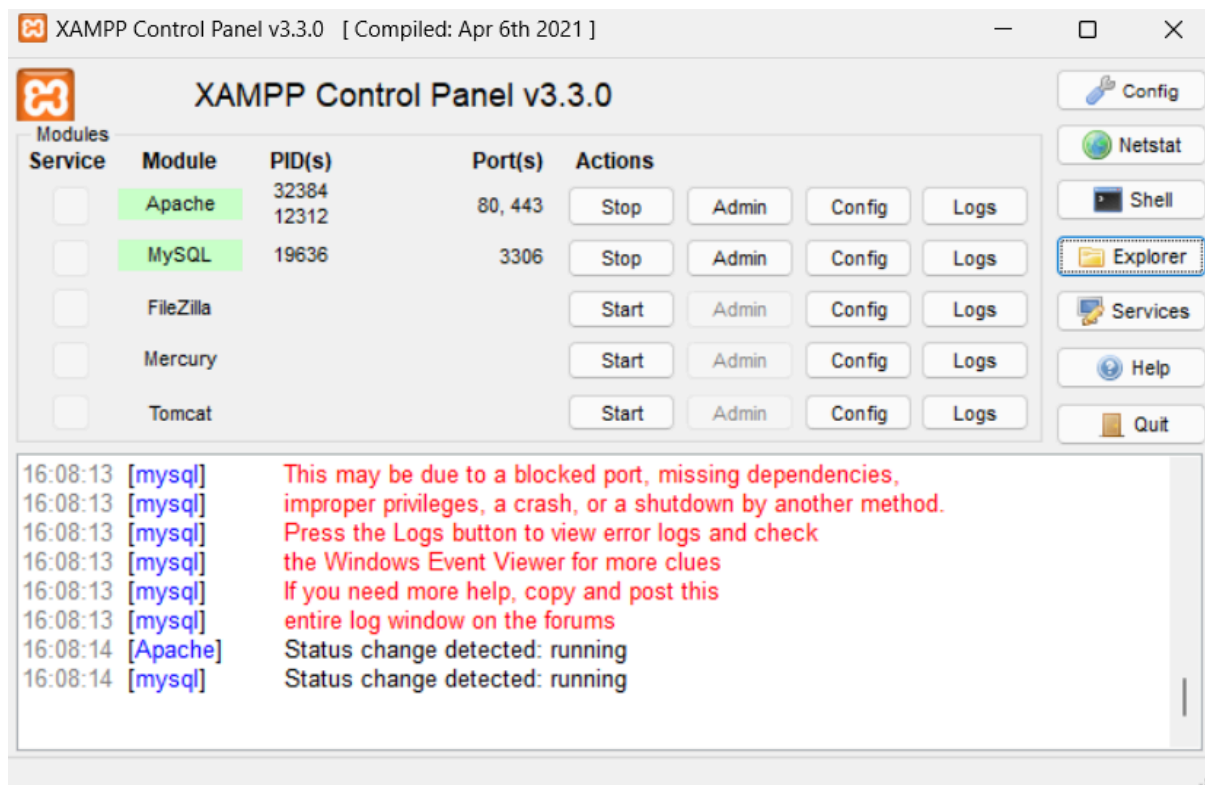 XAMPP Control Panel v3.3.0 [ Compiled: Apr 6th 2021 ]
XAMPP Control Panel v3.3.0
Config
Modules
Service Module PID(s) Port(s) Actions
Netstat
Apache 32384 12312 80, 443 Stop Admin Config Logs
Shell
MySQL 19636 3306 Stop Admin Config Logs
Explorer
FileZilla Start Admin Config Logs
Services
Mercury Start Admin Config Logs
Help
Tomcat Start Admin Config Logs
Quit
16:08:13 [mysql] This may be due to a blocked port, missing dependencies,
16:08:13 [mysql] improper privileges, a crash, or a shutdown by another method.
16:08:13 [mysql] Press the Logs button to view error logs and check
16:08:13 [mysql] the Windows Event Viewer for more clues
16:08:13 [mysql] If you need more help, copy and post this
16:08:13 [mysql] entire log window on the forums
16:08:14 [Apache] Status change detected: running
16:08:14 [mysql] Status change detected: running